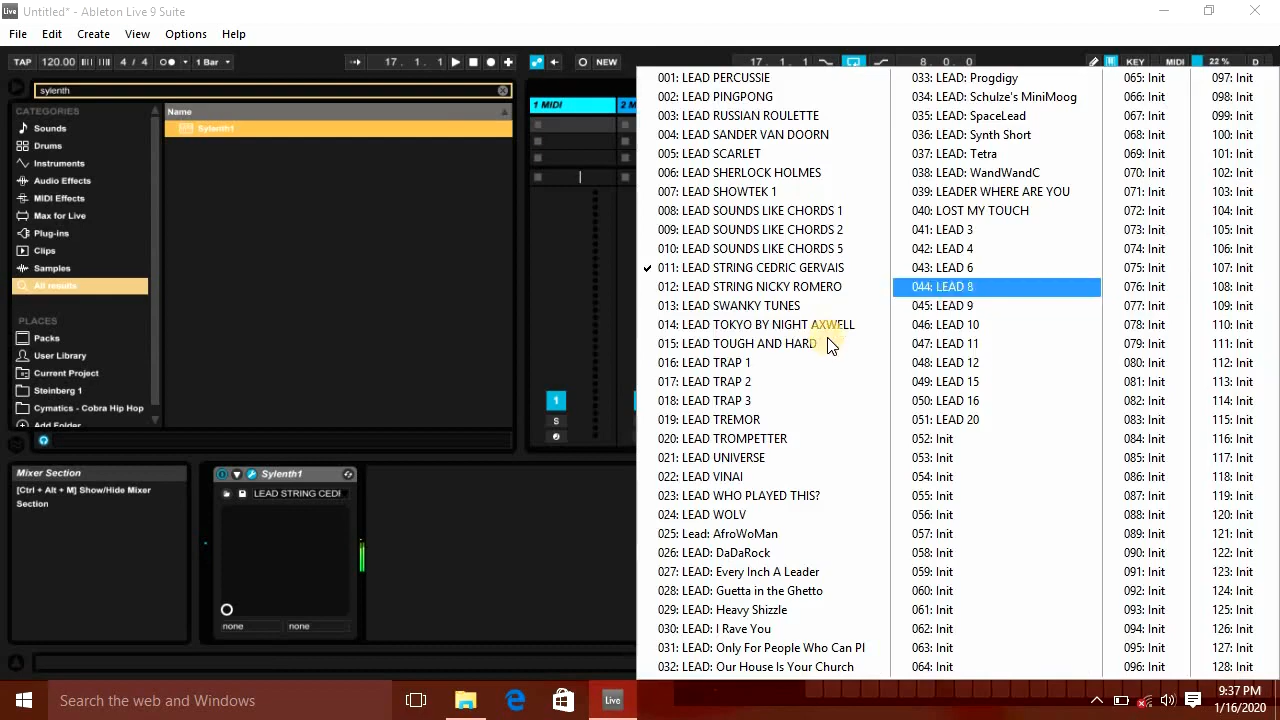 Untitled* - Ableton Live 9 Suite
File Edit Create View Options Help
TAP 120.00 4 / 4 1 Bar 17. 1. 1 NEW 17. 1. 1 8. 0. 0 KEY MIDI 22 % D
sylenth
CATEGORIES
Sounds
Drums
Instruments
Audio Effects
MIDI Effects
Max for Live
Plug-ins
Clips
Samples
All results
PLACES
Packs
User Library
Current Project
Steinberg 1
Cymatics - Cobra Hip Hop
Add Folder
Name
Sylenth1
1 MIDI 2 M
1
S
Mixer Section
[Ctrl + Alt + M] Show/Hide Mixer
Section
Sylenth1
LEAD STRING CEDI
none none
001: LEAD PERCUSSIE
002: LEAD PINGPONG
003: LEAD RUSSIAN ROULETTE
004: LEAD SANDER VAN DOORN
005: LEAD SCARLET
006: LEAD SHERLOCK HOLMES
007: LEAD SHOWTEK 1
008: LEAD SOUNDS LIKE CHORDS 1
009: LEAD SOUNDS LIKE CHORDS 2
010: LEAD SOUNDS LIKE CHORDS 5
011: LEAD STRING CEDRIC GERVAIS
012: LEAD STRING NICKY ROMERO
013: LEAD SWANKY TUNES
014: LEAD TOKYO BY NIGHT AXWELL
015: LEAD TOUGH AND HARD
016: LEAD TRAP 1
017: LEAD TRAP 2
018: LEAD TRAP 3
019: LEAD TREMOR
020: LEAD TROMPETTER
021: LEAD UNIVERSE
022: LEAD VINAI
023: LEAD WHO PLAYED THIS?
024: LEAD WOLV
025: Lead: AfroWoMan
026: LEAD: DaDaRock
027: LEAD: Every Inch A Leader
028: LEAD: Guetta in the Ghetto
029: LEAD: Heavy Shizzle
030: LEAD: I Rave You
031: LEAD: Only For People Who Can Pl
032: LEAD: Our House Is Your Church
033: LEAD: Progdigy
034: LEAD: Schulze's MiniMoog
035: LEAD: SpaceLead
036: LEAD: Synth Short
037: LEAD: Tetra
038: LEAD: WandWandC
039: LEADER WHERE ARE YOU
040: LOST MY TOUCH
041: LEAD 3
042: LEAD 4
043: LEAD 6
044: LEAD 8
045: LEAD 9
046: LEAD 10
047: LEAD 11
048: LEAD 12
049: LEAD 15
050: LEAD 16
051: LEAD 20
052: Init
053: Init
054: Init
055: Init
056: Init
057: Init
058: Init
059: Init
060: Init
061: Init
062: Init
063: Init
064: Init
065: Init
066: Init
067: Init
068: Init
069: Init
070: Init
071: Init
072: Init
073: Init
074: Init
075: Init
076: Init
077: Init
078: Init
079: Init
080: Init
081: Init
082: Init
083: Init
084: Init
085: Init
086: Init
087: Init
088: Init
089: Init
090: Init
091: Init
092: Init
093: Init
094: Init
095: Init
096: Init
097: Init
098: Init
099: Init
100: Init
101: Init
102: Init
103: Init
104: Init
105: Init
106: Init
107: Init
108: Init
109: Init
110: Init
111: Init
112: Init
113: Init
114: Init
115: Init
116: Init
117: Init
118: Init
119: Init
120: Init
121: Init
122: Init
123: Init
124: Init
125: Init
126: Init
127: Init
128: Init
Search the web and Windows
Live
9:37 PM
1/16/2020